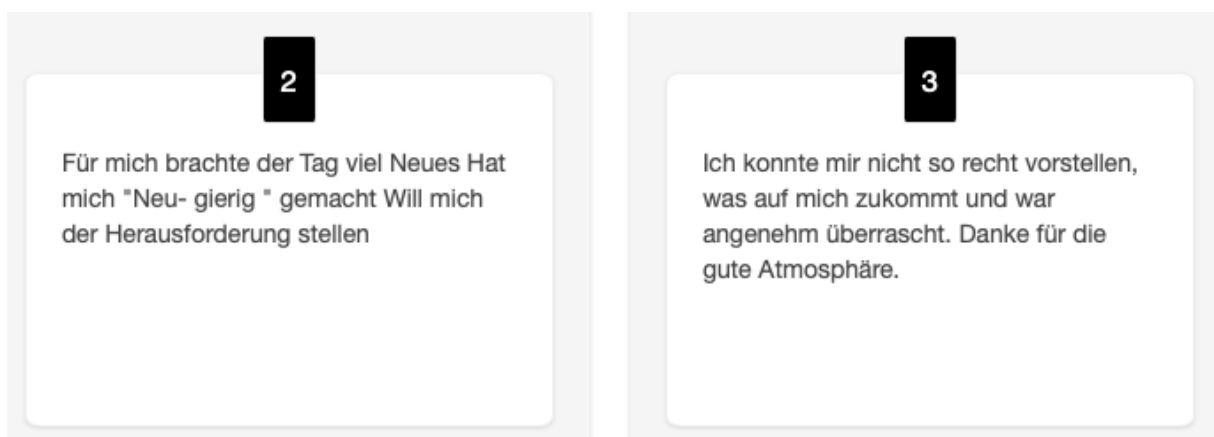 2
Für mich brachte der Tag viel Neues Hat
mich "Neu- gierig " gemacht Will mich
der Herausforderung stellen
3
Ich konnte mir nicht so recht vorstellen,
was auf mich zukommt und war
angenehm überrascht. Danke für die
gute Atmosphäre.